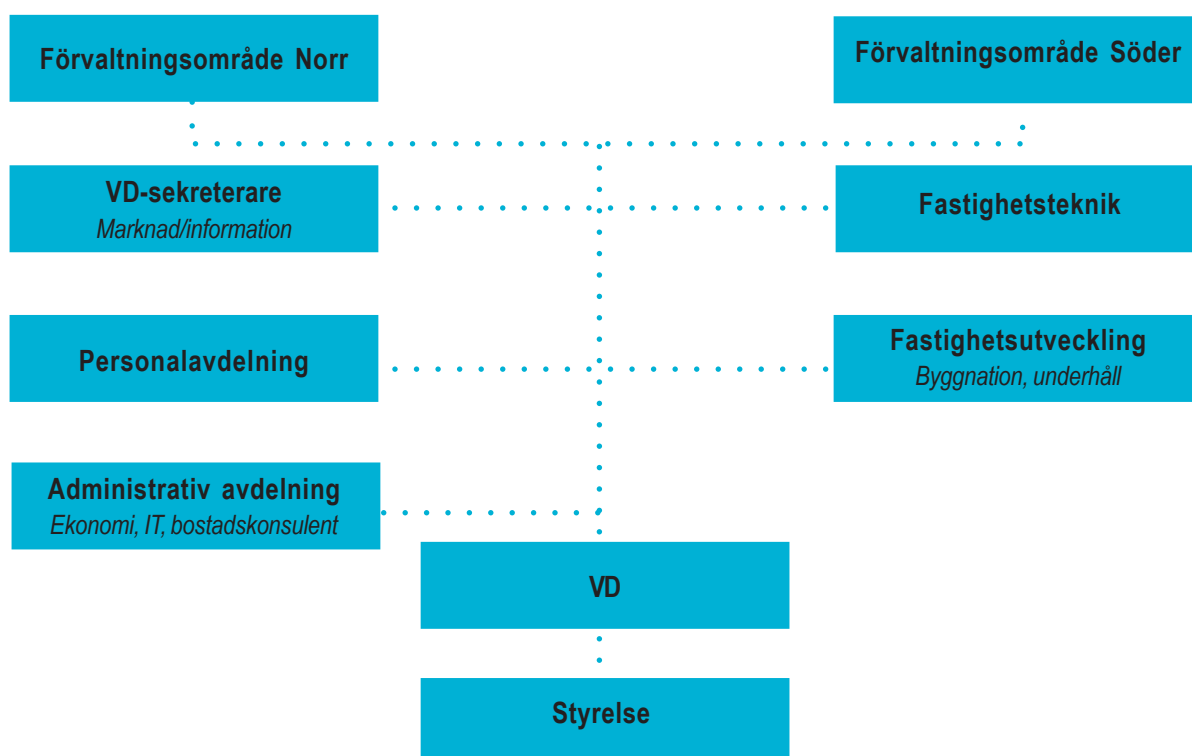 Förvaltningsområde Norr
Förvaltningsområde Söder
VD-sekreterare
Marknad/information
Fastighetsteknik
Personalavdelning
Fastighetsutveckling
Byggnation, underhåll
Administrativ avdelning
Ekonomi, IT, bostadskonsulent
VD
Styrelse